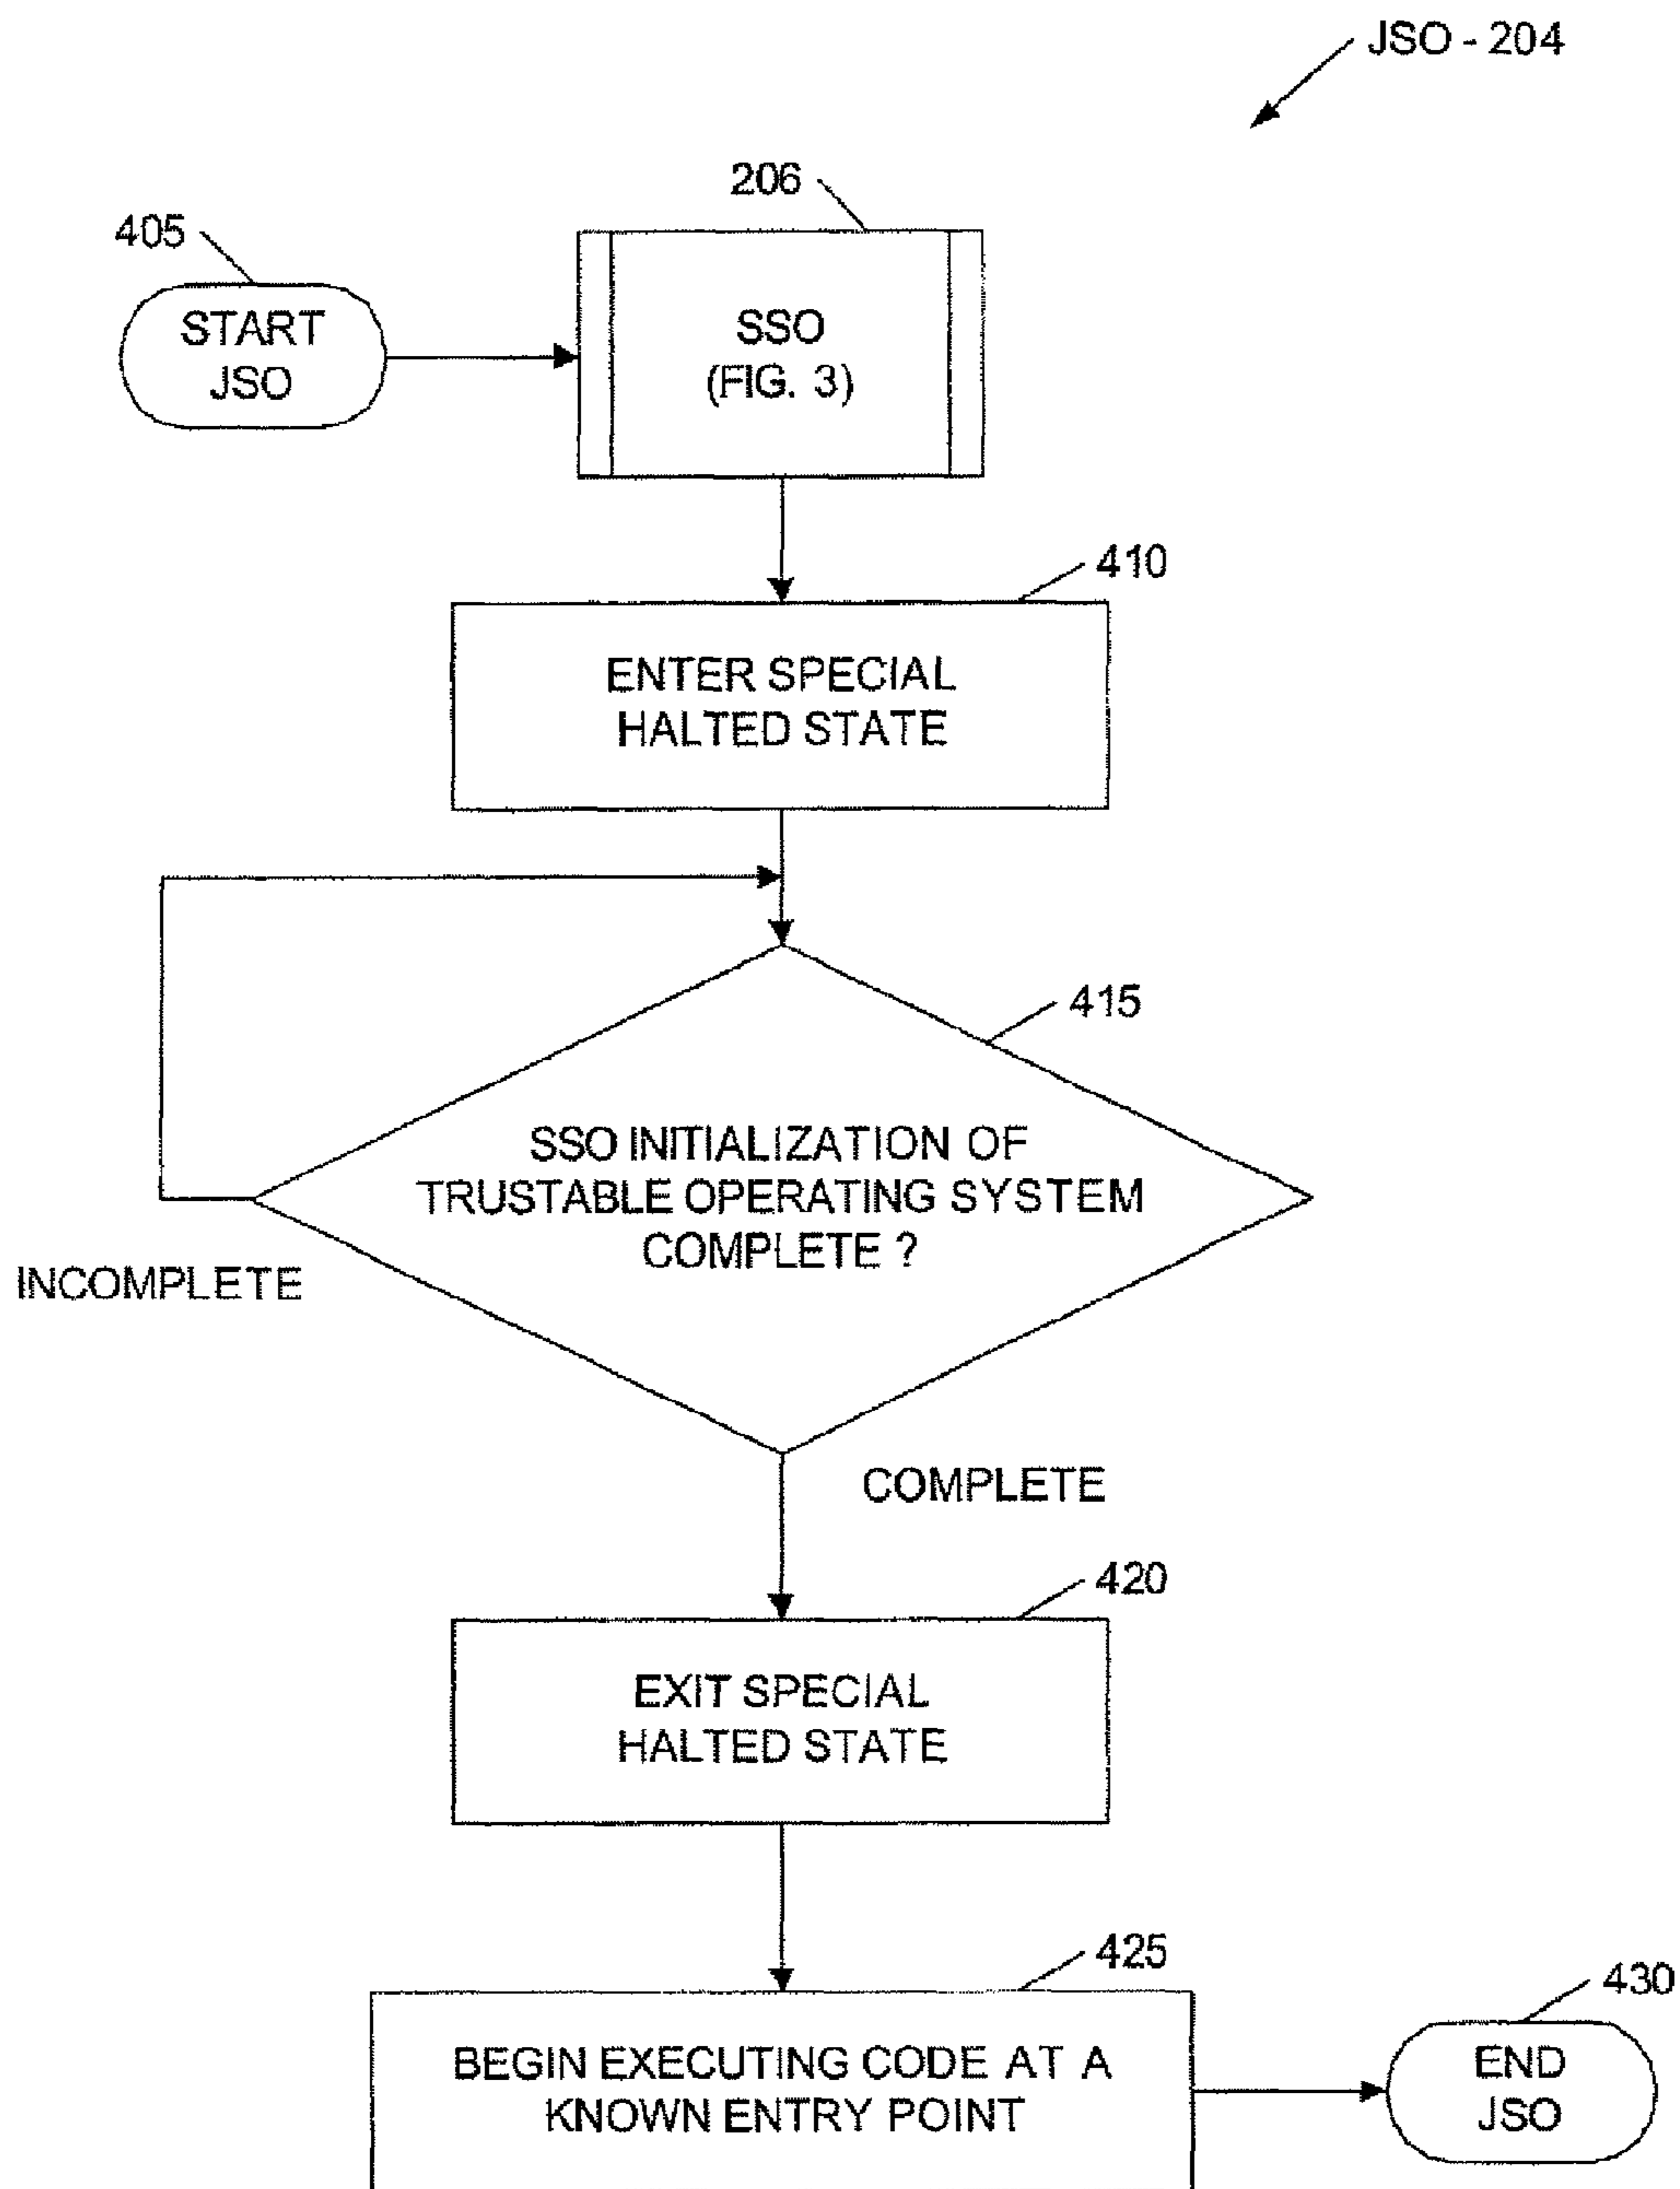 JSO - 204
206
405
START
JSO
SSO
(FIG. 3)
410
ENTER SPECIAL
HALTED STATE
415
SSO INITIALIZATION OF
TRUSTABLE OPERATING SYSTEM
COMPLETE ?
INCOMPLETE
COMPLETE
420
EXIT SPECIAL
HALTED STATE
425
430
BEGIN EXECUTING CODE AT A
KNOWN ENTRY POINT
END
JSO